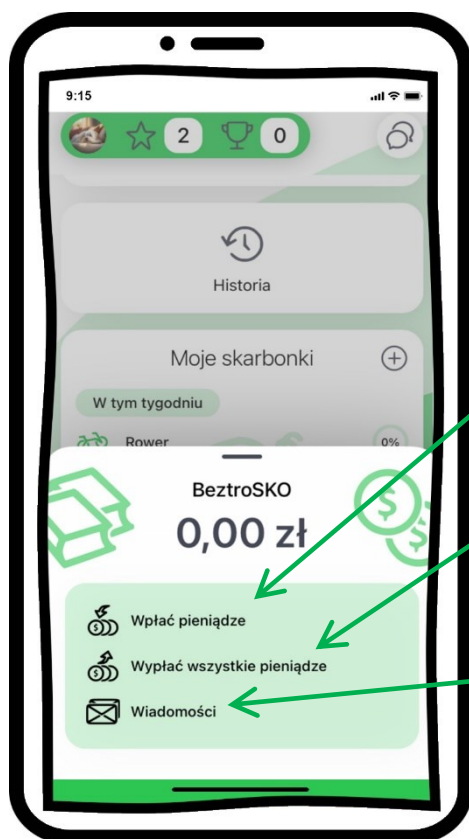 9:15
2
0
Historia
Moje skarbonki
W tym tygodniu
Rower
0%
BeztroSKO
0,00 zł
Wpłać pieniądze
Wypłać wszystkie pieniądze
Wiadomości